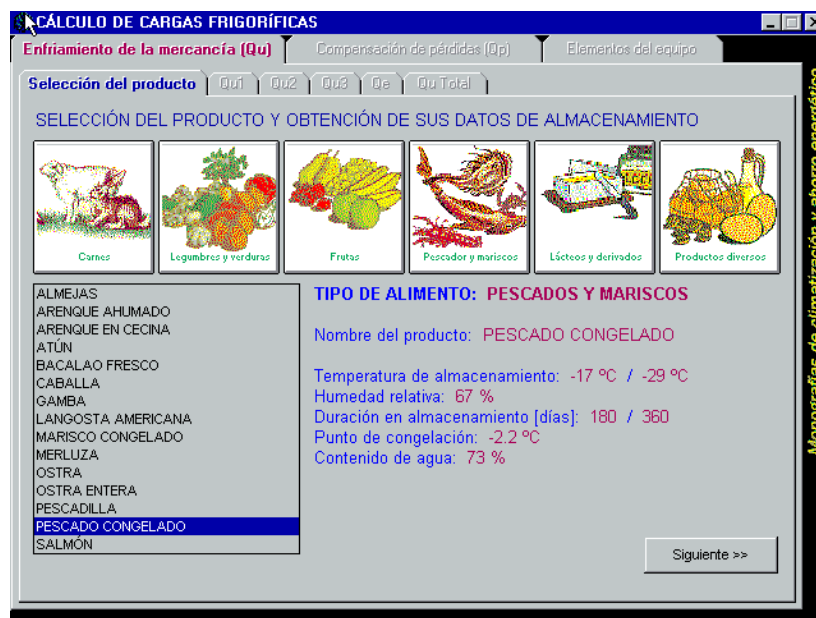 CÁLCULO DE CARGAS FRIGORÍFICAS
Enfriamiento de la mercancía (Qu)
Compensación de pérdidas (Qp)
Elementos del equipo
Selección del producto
Qu1
Qu2
Qu3
Qe
Qu Total
SELECCIÓN DEL PRODUCTO Y OBTENCIÓN DE SUS DATOS DE ALMACENAMIENTO
Carnes
Legumbres y verduras
Frutas
Pescador y mariscos
Lácteos y derivados
Productos diversos
ALMEJAS
ARENQUE AHUMADO
ARENQUE EN CECINA
ATÚN
BACALAO FRESCO
CABALLA
GAMBA
LANGOSTA AMERICANA
MARISCO CONGELADO
MERLUZA
OSTRA
OSTRA ENTERA
PESCADILLA
PESCADO CONGELADO
SALMÓN
TIPO DE ALIMENTO: PESCADOS Y MARISCOS
Nombre del producto: PESCADO CONGELADO
Temperatura de almacenamiento: -17 ºC / -29 ºC
Humedad relativa: 67 %
Duración en almacenamiento [días]: 180 / 360
Punto de congelación: -2.2 ºC
Contenido de agua: 73 %
Siguiente >>
Monografías de climatización y ahorro energético